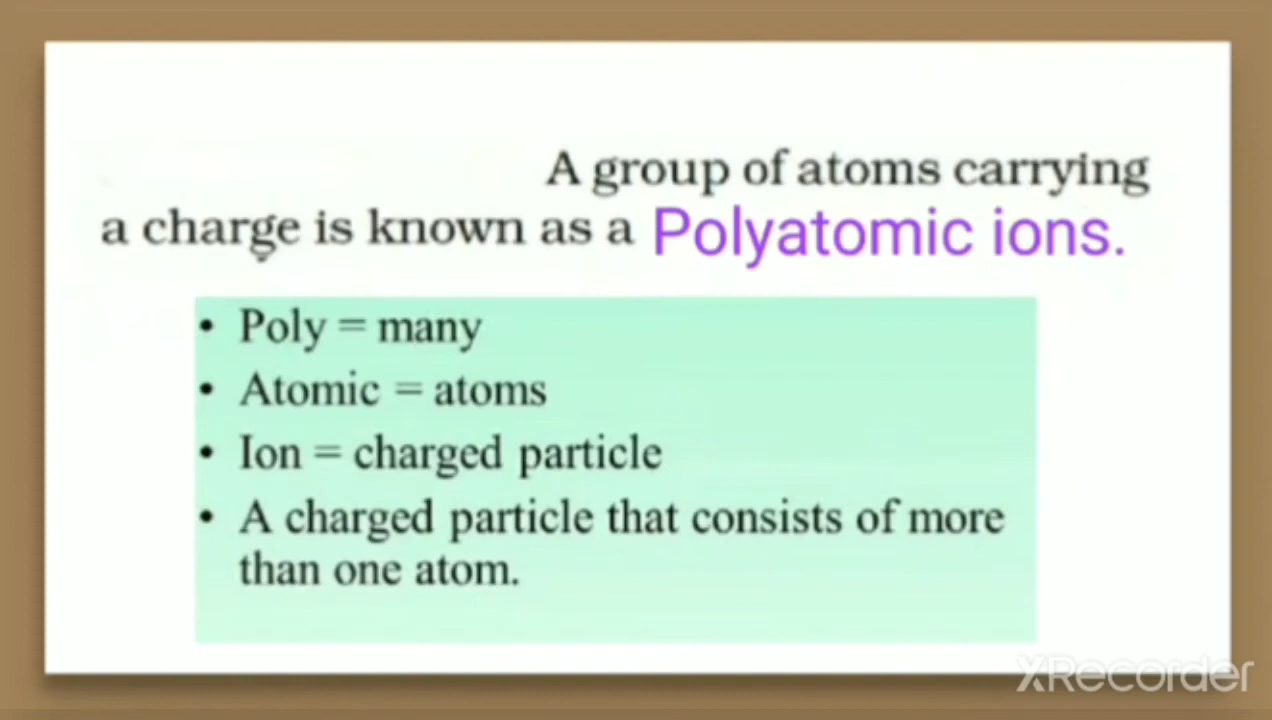 A group of atoms carrying
a charge is known as a Polyatomic ions.
• Poly = many
• Atomic = atoms
• Ion = charged particle
• A charged particle that consists of more
than one atom.
XRecorder